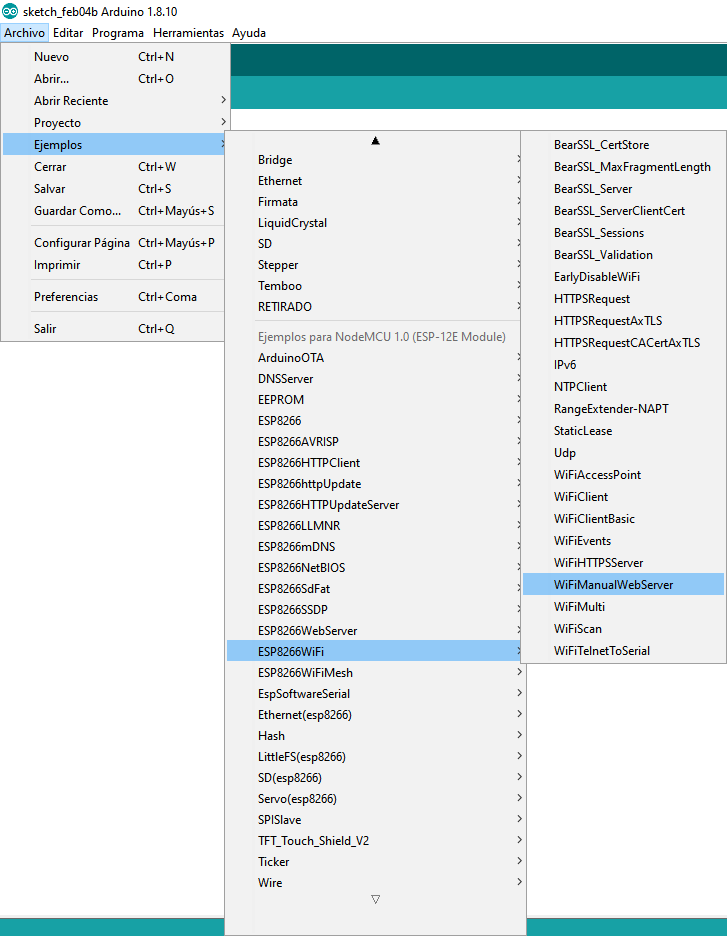 sketch_feb04b Arduino 1.8.10
Archivo Editar Programa Herramientas Ayuda
Nuevo Ctrl+N
Abrir... Ctrl+O
Abrir Reciente
Proyecto
Ejemplos
Cerrar Ctrl+W
Salvar Ctrl+S
Guardar Como... Ctrl+Mayús+S
Configurar Página Ctrl+Mayús+P
Imprimir Ctrl+P
Preferencias Ctrl+Coma
Salir Ctrl+Q
Bridge
Ethernet
Firmata
LiquidCrystal
SD
Stepper
Temboo
RETIRADO
Ejemplos para NodeMCU 1.0 (ESP-12E Module)
ArduinoOTA
DNSServer
EEPROM
ESP8266
ESP8266AVRISP
ESP8266HTTPClient
ESP8266httpUpdate
ESP8266HTTPUpdateServer
ESP8266LLMNR
ESP8266mDNS
ESP8266NetBIOS
ESP8266SdFat
ESP8266SSDP
ESP8266WebServer
ESP8266WiFi
ESP8266WiFiMesh
EspSoftwareSerial
Ethernet(esp8266)
Hash
LittleFS(esp8266)
SD(esp8266)
Servo(esp8266)
SPISlave
TFT_Touch_Shield_V2
Ticker
Wire
BearSSL_CertStore
BearSSL_MaxFragmentLength
BearSSL_Server
BearSSL_ServerClientCert
BearSSL_Sessions
BearSSL_Validation
EarlyDisableWiFi
HTTPSRequest
HTTPSRequestAxTLS
HTTPSRequestCACertAxTLS
IPv6
NTPClient
RangeExtender-NAPT
StaticLease
Udp
WiFiAccessPoint
WiFiClient
WiFiClientBasic
WiFiEvents
WiFiHTTPSServer
WiFiManualWebServer
WiFiMulti
WiFiScan
WiFiTelnetToSerial